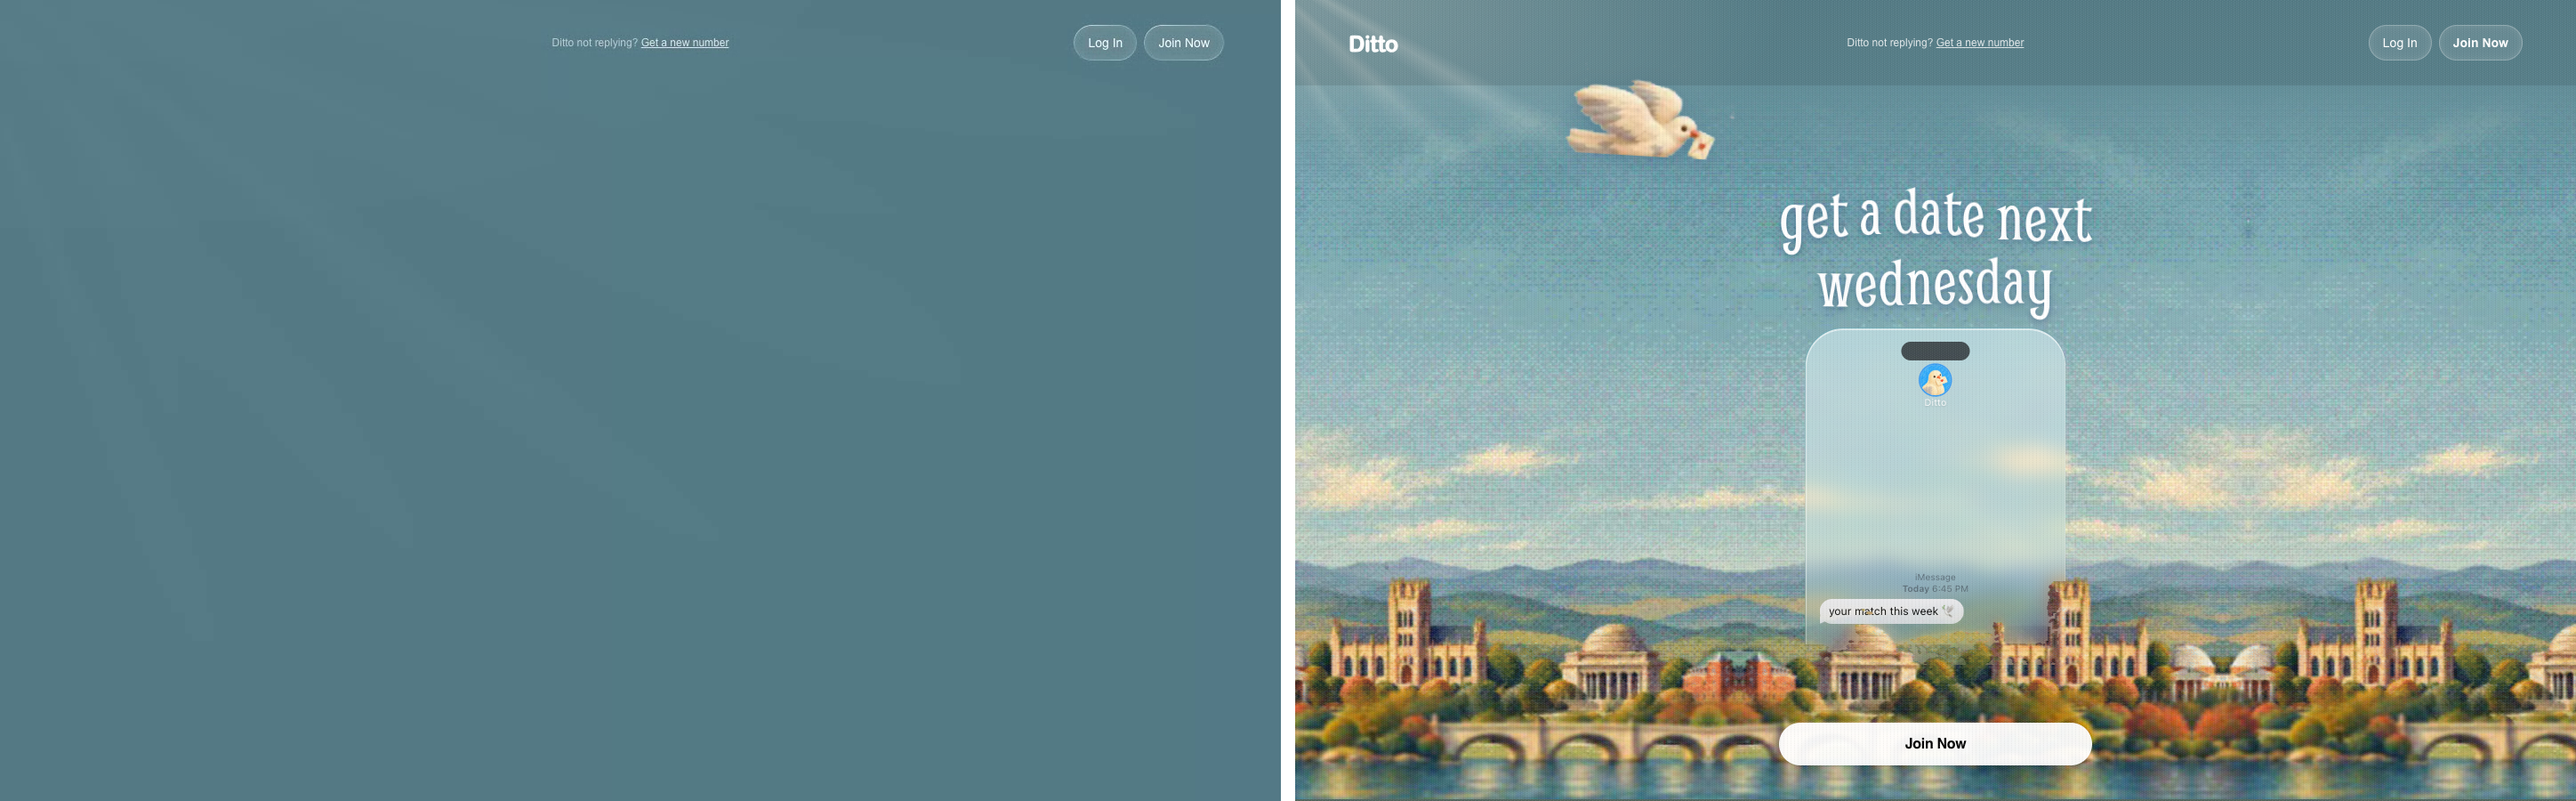 Ditto not replying? Get a new number
Log In
Join Now
Ditto
Ditto not replying? Get a new number
Log In
Join Now
get a date next
wednesday
Ditto
iMessage
Today 6:45 PM
your match this week 🕊️
Join Now